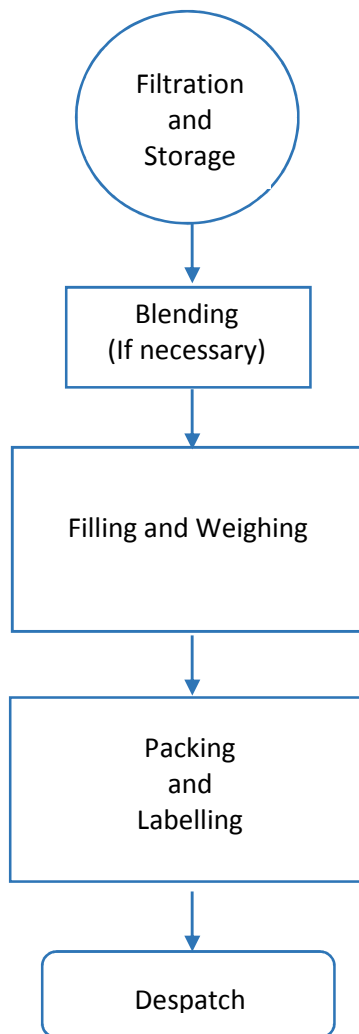 Filtration
and
Storage
Blending
(If necessary)
Filling and Weighing
Packing
and
Labelling
Despatch